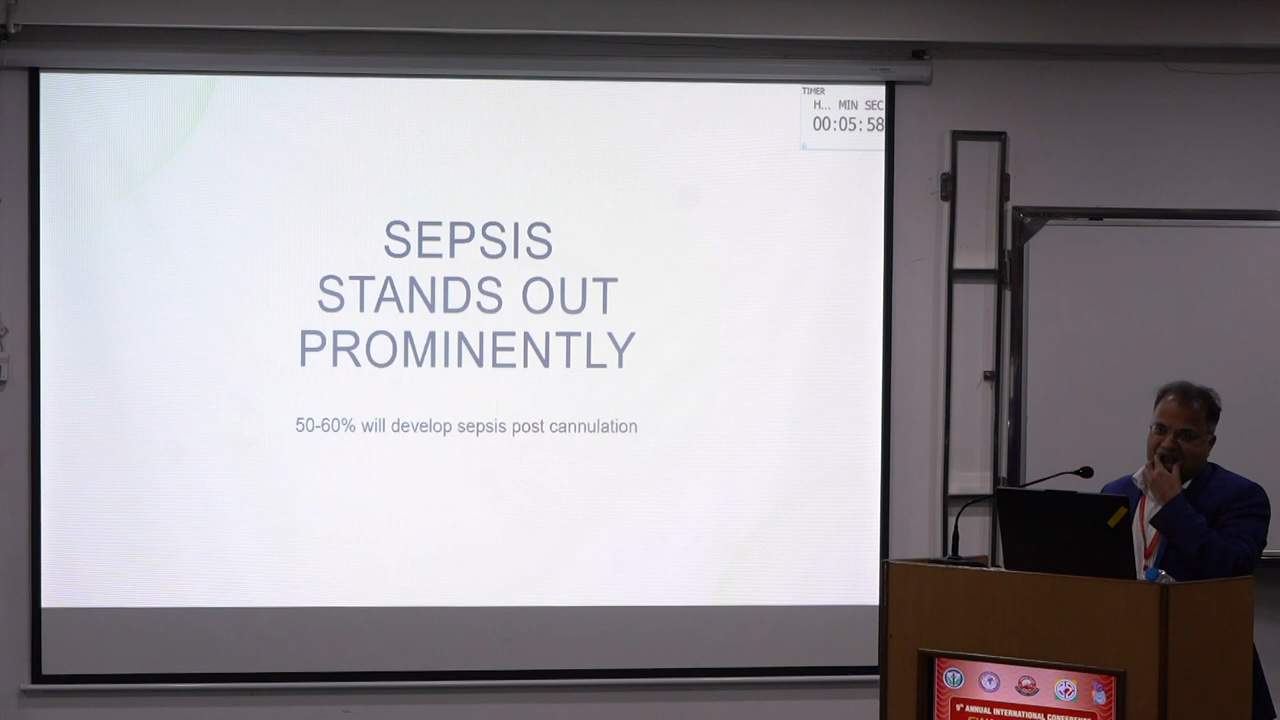 TIMER
H... MIN SEC
00:05:58
SEPSIS
STANDS OUT
PROMINENTLY
50-60% will develop sepsis post cannulation
9th ANNUAL INTERNATIONAL CONFERENCE